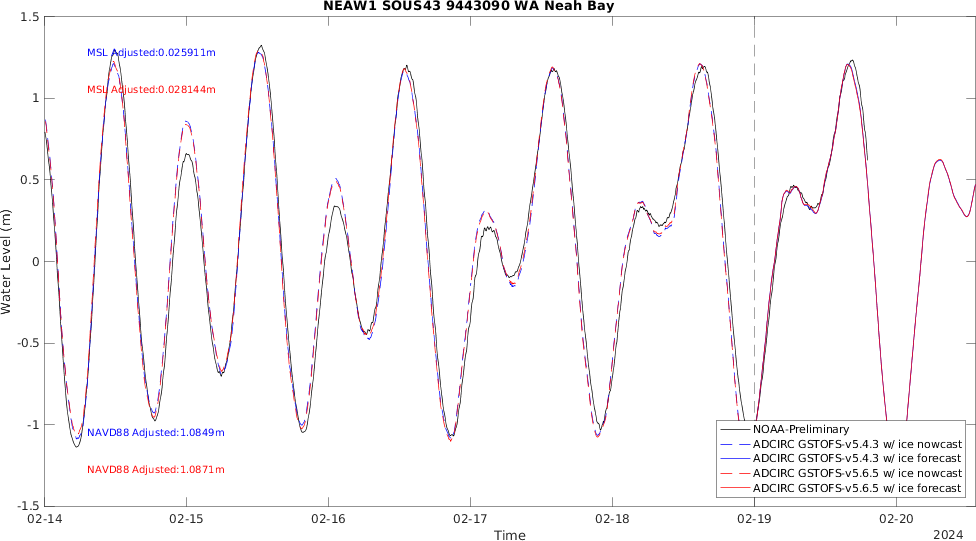 NEAW1 SOUS43 9443090 WA Neah Bay
1.5
1
0.5
0
-0.5
-1
-1.5
Water Level (m)
MSL Adjusted:0.025911m
MSL Adjusted:0.028144m
NAVD88 Adjusted:1.0849m
NAVD88 Adjusted:1.0871m
NOAA-Preliminary
ADCIRC GSTOFS-v5.4.3 w/ ice nowcast
ADCIRC GSTOFS-v5.4.3 w/ ice forecast
ADCIRC GSTOFS-v5.6.5 w/ ice nowcast
ADCIRC GSTOFS-v5.6.5 w/ ice forecast
02-14 02-15 02-16 02-17 02-18 02-19 02-20
Time
2024